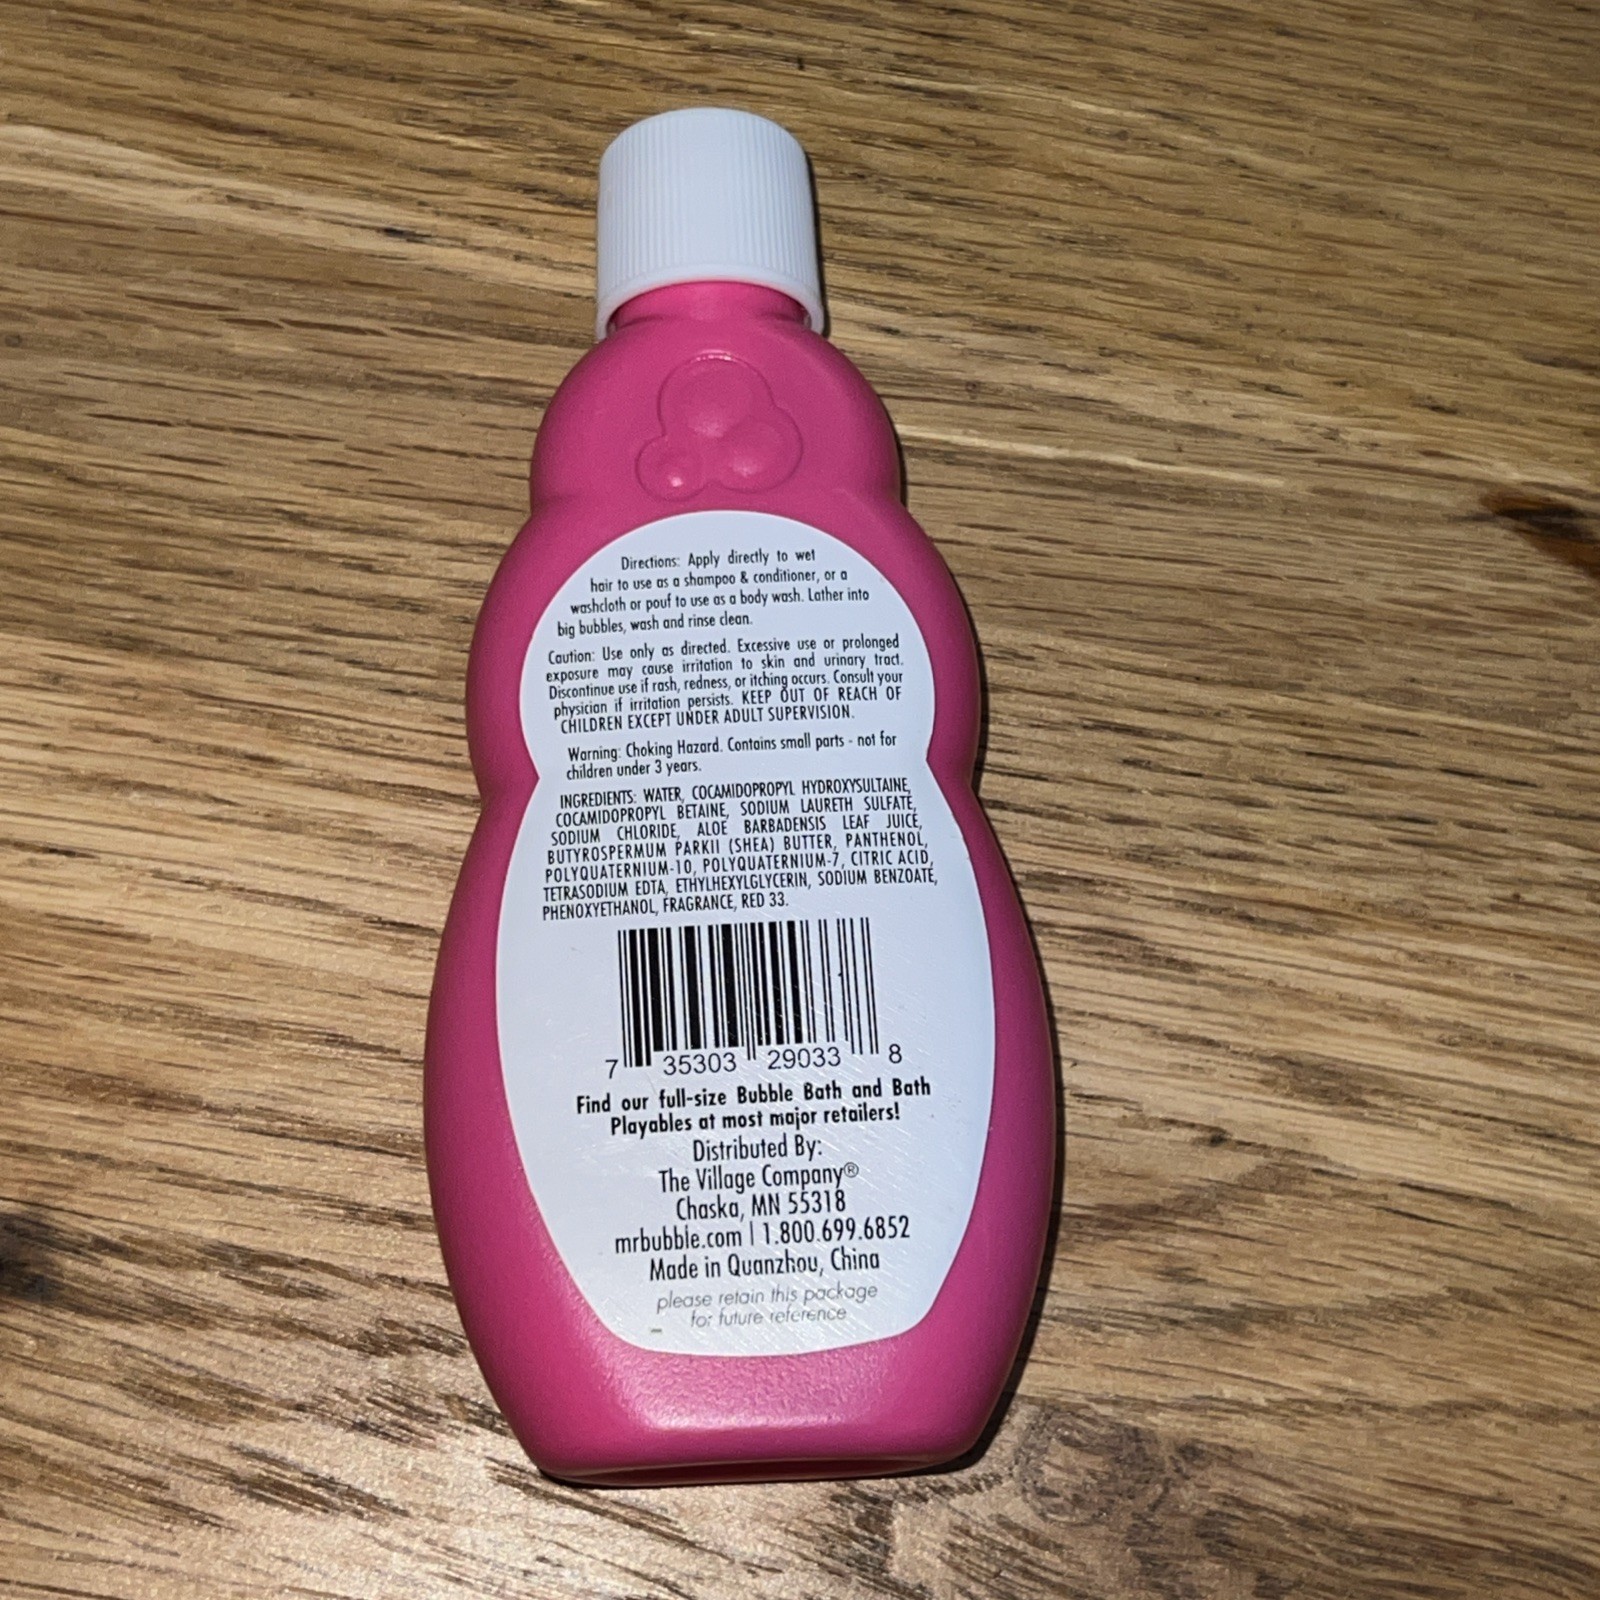 Directions: Apply directly to wet
hair to use as a shampoo & conditioner, or a
washcloth or pouf to use as a body wash. Lather into
big bubbles, wash and rinse clean.
Caution: Use only as directed. Excessive use or prolonged
exposure may cause irritation to skin and urinary tract.
Discontinue use if rash, redness, or itching occurs. Consult your
physician if irritation persists. KEEP OUT OF REACH OF
CHILDREN EXCEPT UNDER ADULT SUPERVISION.
Warning: Choking Hazard. Contains small parts - not for
children under 3 years.
INGREDIENTS: WATER, COCAMIDOPROPYL HYDROXYSULTAINE,
COCAMIDOPROPYL BETAINE, SODIUM LAURETH SULFATE,
SODIUM CHLORIDE, ALOE BARBADENSIS LEAF JUICE,
BUTYROSPERMUM PARKII (SHEA) BUTTER, PANTHENOL,
POLYQUATERNIUM-10, POLYQUATERNIUM-7, CITRIC ACID,
TETRASODIUM EDTA, ETHYLHEXYLGLYCERIN, SODIUM BENZOATE,
PHENOXYETHANOL, FRAGRANCE, RED 33.
7 35303 29033 8
Find our full-size Bubble Bath and Bath
Playables at most major retailers!
Distributed By:
The Village Company®
Chaska, MN 55318
mrbubble.com | 1.800.699.6852
Made in Quanzhou, China
please retain this package
for future reference